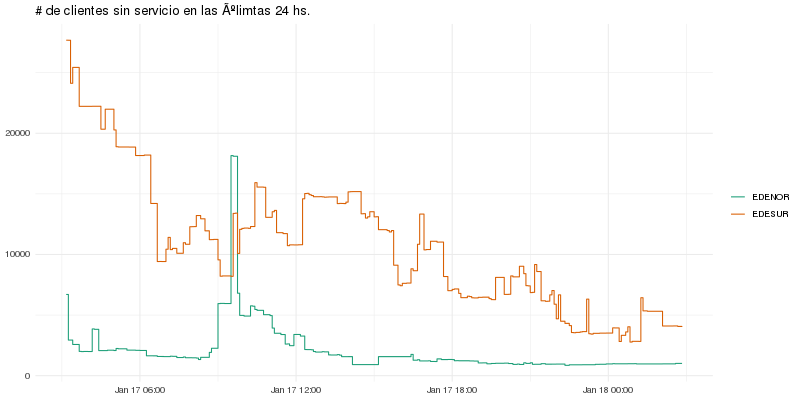 # de clientes sin servicio en las Ãºlimtas 24 hs.
20000
10000
0
Jan 17 06:00
Jan 17 12:00
Jan 17 18:00
Jan 18 00:00
EDENOR
EDESUR